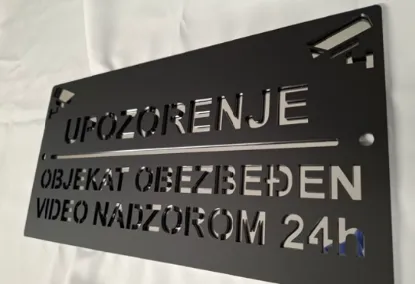 UPOZORENJE
OBJEKAT OBEZBEĐEN
VIDEO NADZOROM 24h